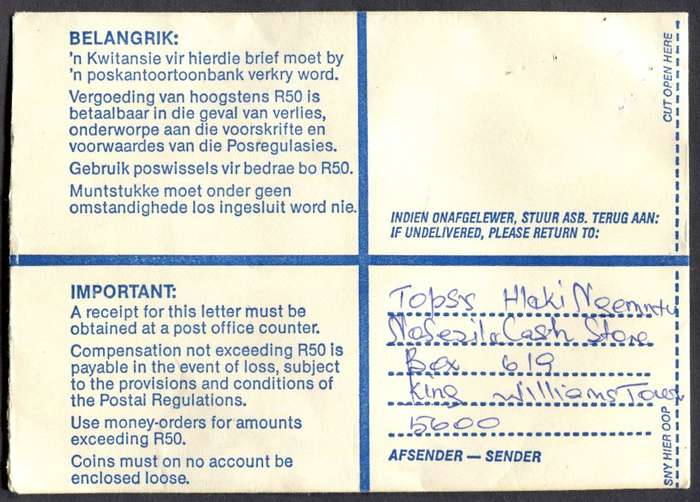 BELANGRIK:
'n Kwitansie vir hierdie brief moet by
'n poskantoortoonbank verkry word.
Vergoeding van hoogstens R50 is
betaalbaar in die geval van verlies,
onderworpe aan die voorskrifte en
voorwaardes van die Posregulasies.
Gebruik poswissels vir bedrae bo R50.
Muntstukke moet onder geen
omstandighede los ingesluit word nie.
CUT OPEN HERE
INDIEN ONAFGELEWER, STUUR ASB. TERUG AAN:
IF UNDELIVERED, PLEASE RETURN TO:
IMPORTANT:
A receipt for this letter must be
obtained at a post office counter.
Compensation not exceeding R50 is
payable in the event of loss, subject
to the provisions and conditions of
the Postal Regulations.
Use money-orders for amounts
exceeding R50.
Coins must on no account be
enclosed loose.
Hlaki
Cash Store
Box 619
King Williams Town
5600
AFSENDER — SENDER
SNY HIER OOP